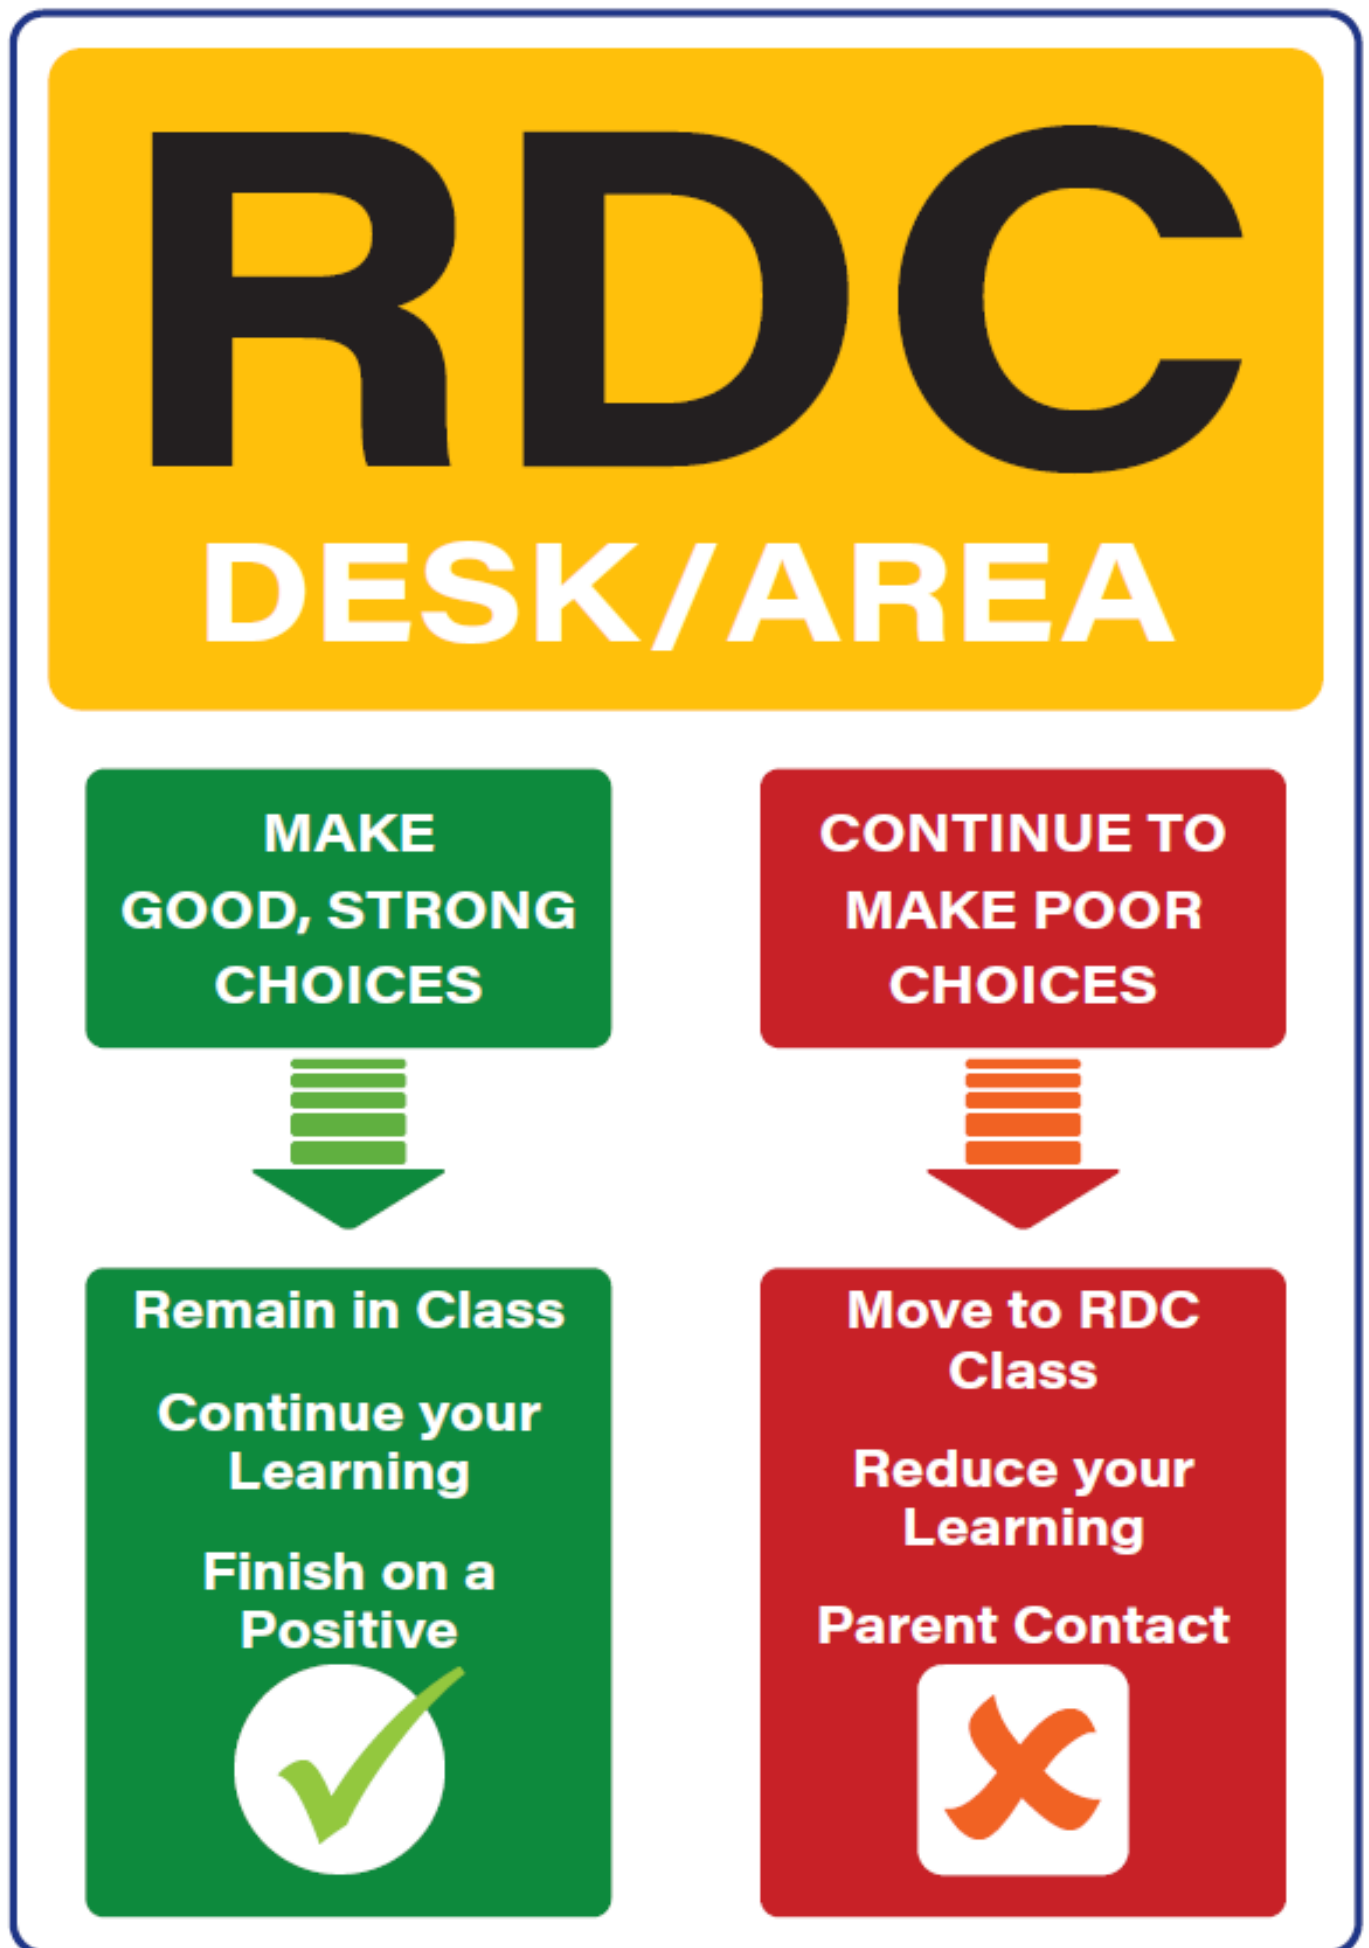 RDC
DESK/AREA
MAKE
GOOD, STRONG
CHOICES
Remain in Class
Continue your
Learning
Finish on a
Positive
CONTINUE TO
MAKE POOR
CHOICES
Move to RDC
Class
Reduce your
Learning
Parent Contact